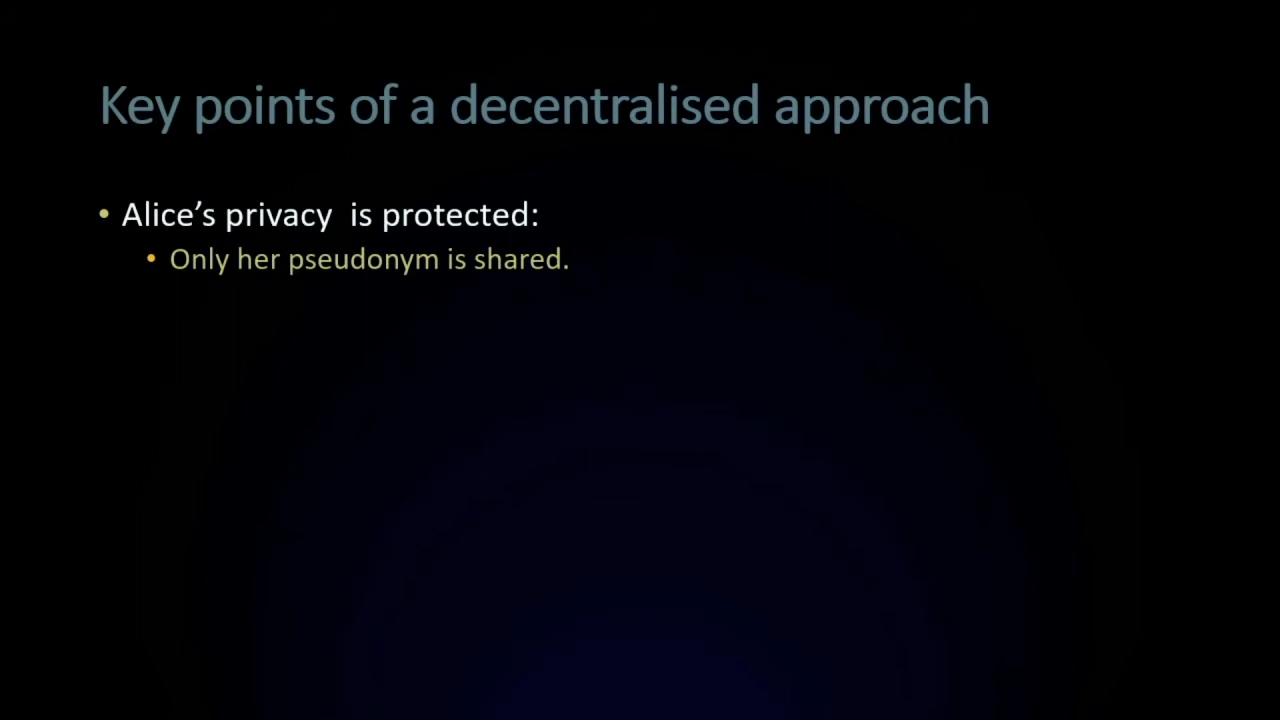 Key points of a decentralised approach
• Alice’s privacy  is protected:
• Only her pseudonym is shared.